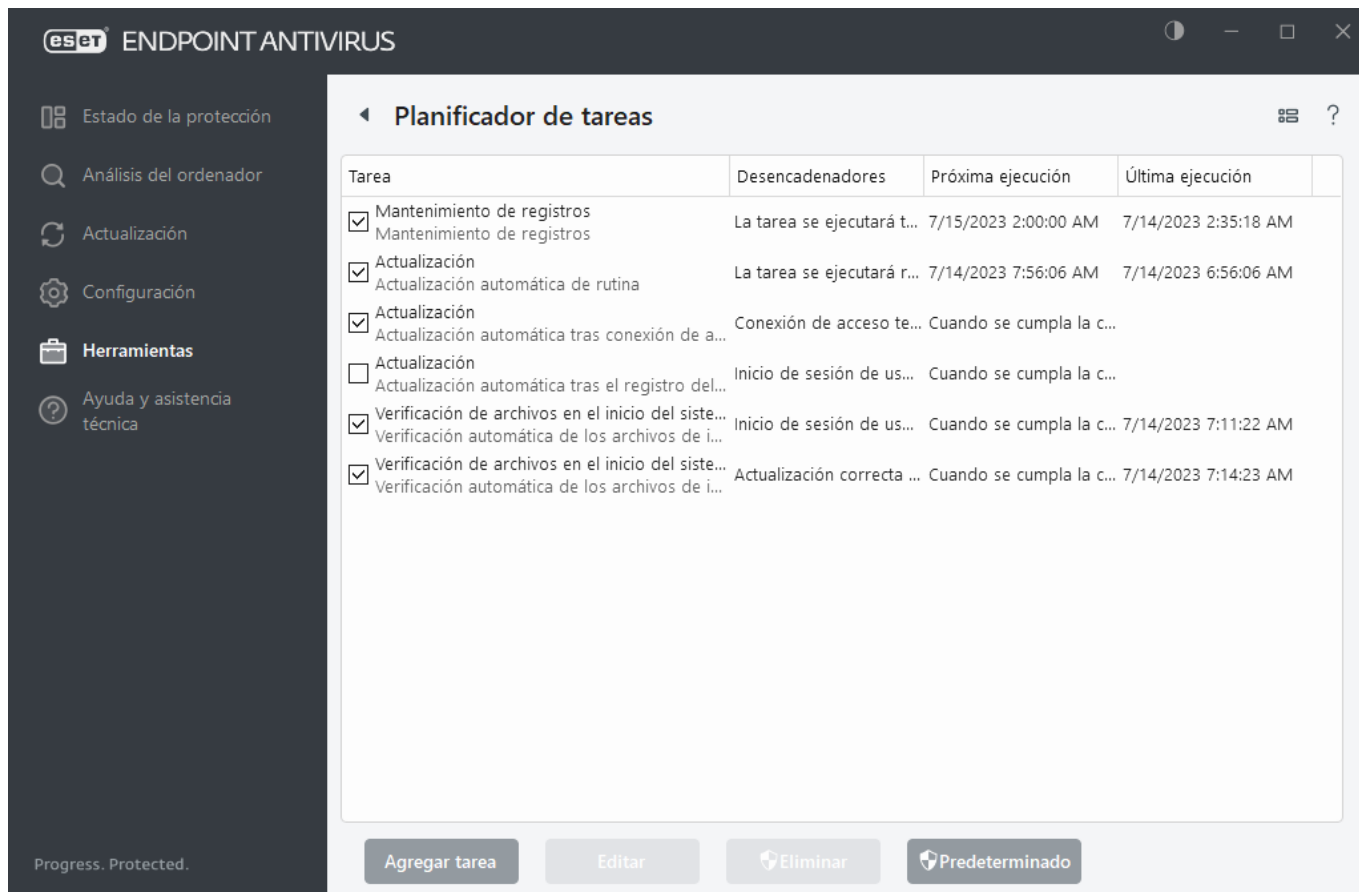 eset ENDPOINT ANTIVIRUS
Estado de la protección
Análisis del ordenador
Actualización
Configuración
Herramientas
Ayuda y asistencia
técnica
Progress. Protected.
Planificador de tareas
?
Tarea Desencadenadores Próxima ejecución Última ejecución
Mantenimiento de registros
Mantenimiento de registros
La tarea se ejecutará t... 7/15/2023 2:00:00 AM 7/14/2023 2:35:18 AM
Actualización
Actualización automática de rutina
La tarea se ejecutará r... 7/14/2023 7:56:06 AM 7/14/2023 6:56:06 AM
Actualización
Actualización automática tras conexión de a...
Conexión de acceso te... Cuando se cumpla la c...
Actualización
Actualización automática tras el registro del...
Inicio de sesión de us... Cuando se cumpla la c...
Verificación de archivos en el inicio del siste...
Verificación automática de los archivos de i...
Inicio de sesión de us... Cuando se cumpla la c... 7/14/2023 7:11:22 AM
Verificación de archivos en el inicio del siste...
Verificación automática de los archivos de i...
Actualización correcta ... Cuando se cumpla la c... 7/14/2023 7:14:23 AM
Agregar tarea Editar Eliminar Predeterminado